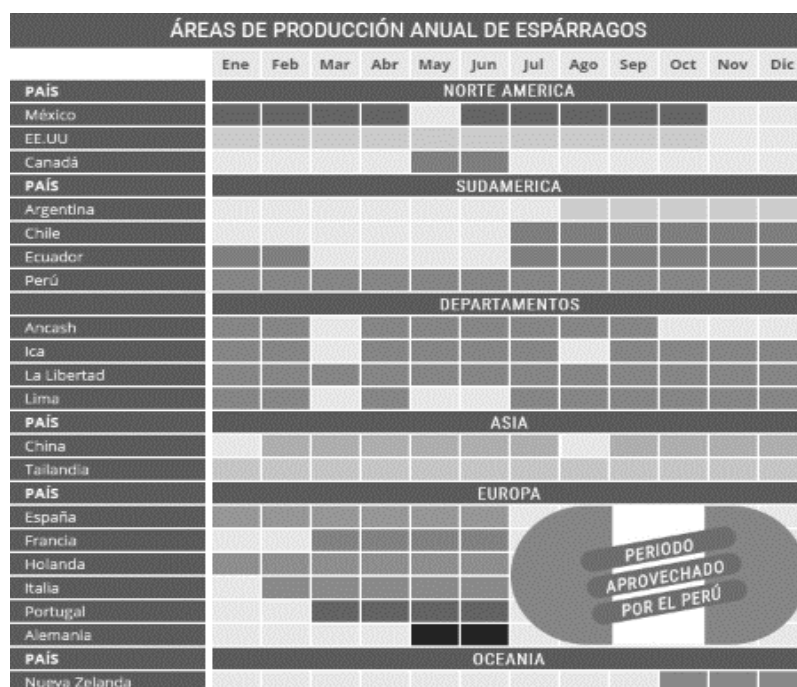 ÁREAS DE PRODUCCIÓN ANUAL DE ESPÁRRAGOS
Ene Feb Mar Abr May Jun Jul Ago Sep Oct Nov Dic
PAÍS NORTE AMERICA
México
EE.UU
Canadá
PAÍS SUDAMERICA
Argentina
Chile
Ecuador
Perú
DEPARTAMENTOS
Ancash
Ica
La Libertad
Lima
PAÍS ASIA
China
Tailandia
PAÍS EUROPA
España
Francia
Holanda
Italia
Portugal
Alemania
PERIODO
APROVECHADO
POR EL PERÚ
PAÍS OCEANIA
Nueva Zelanda